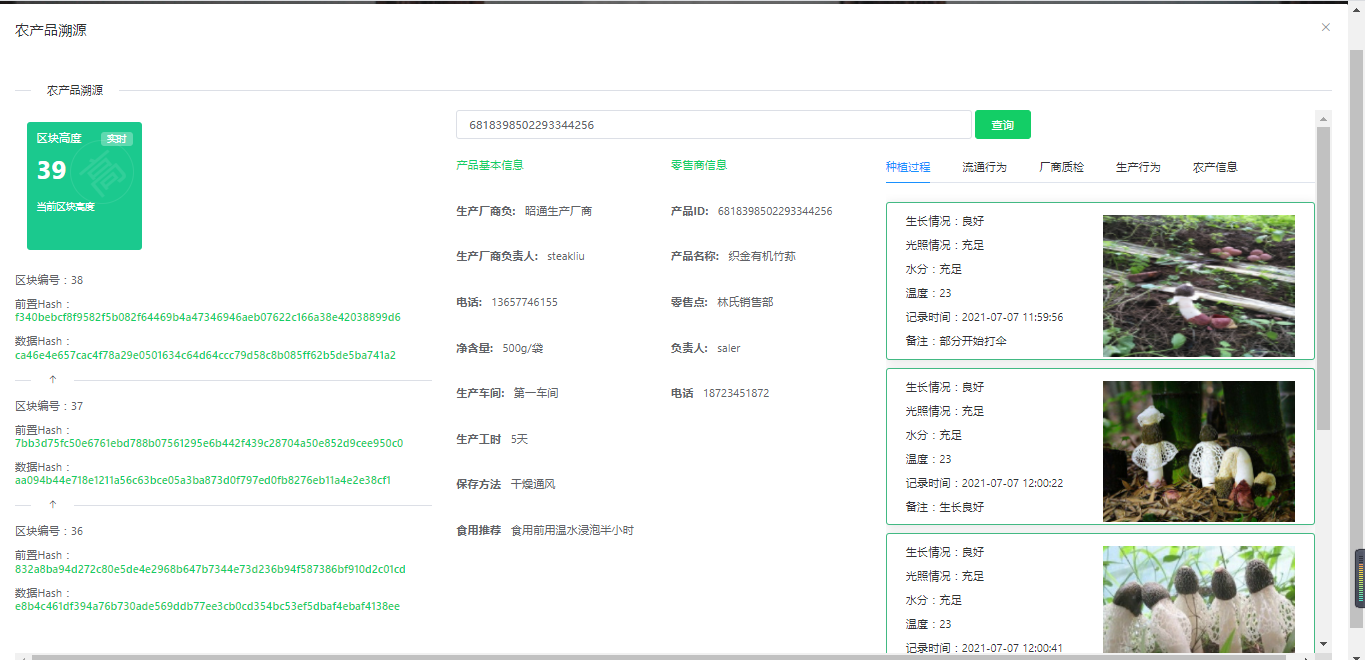 农产品溯源
农产品溯源
区块高度 实时
39
高
当前区块高度
区块编号：38
前置Hash：
f340bebcf8f9582f5b082f64469b4a47346946aeb07622c166a38e42038899d6
数据Hash：
ca46e4e657cac4f78a29e0501634c64d64ccc79d58c8b085ff62b5de5ba741a2
↑
区块编号：37
前置Hash：
7bb3d75fc50e6761ebd788b07561295e6b442f439c28704a50e852d9cee950c0
数据Hash：
aa094b44e718e1211a56c63bce05a3ba873d0f797ed0fb8276eb11a4e2e38cf1
↑
区块编号：36
前置Hash：
832a8ba94d272c80e5de4e2968b647b7344e73d236b94f587386bf910d2c01cd
数据Hash：
e8b4c461df394a76b730ade569ddb77ee3cb0cd354bc53ef5dbaf4ebaf4138ee
6818398502293344256 查询
产品基本信息
生产厂商负: 昭通生产厂商
生产厂商负责人: steakliu
电话: 13657746155
净含量: 500g/袋
生产车间: 第一车间
生产工时 5天
保存方法 干燥通风
食用推荐 食用前用温水浸泡半小时
零售商信息
产品ID: 6818398502293344256
产品名称: 织金有机竹荪
零售点: 林氏销售部
负责人: saler
电话 18723451872
种植过程 流通行为 厂商质检 生产行为 农产信息
生长情况：良好
光照情况：充足
水分：充足
温度：23
记录时间：2021-07-07 11:59:56
备注：部分开始打伞
生长情况：良好
光照情况：充足
水分：充足
温度：23
记录时间：2021-07-07 12:00:22
备注：生长良好
生长情况：良好
光照情况：充足
水分：充足
温度：23
记录时间：2021-07-07 12:00:41